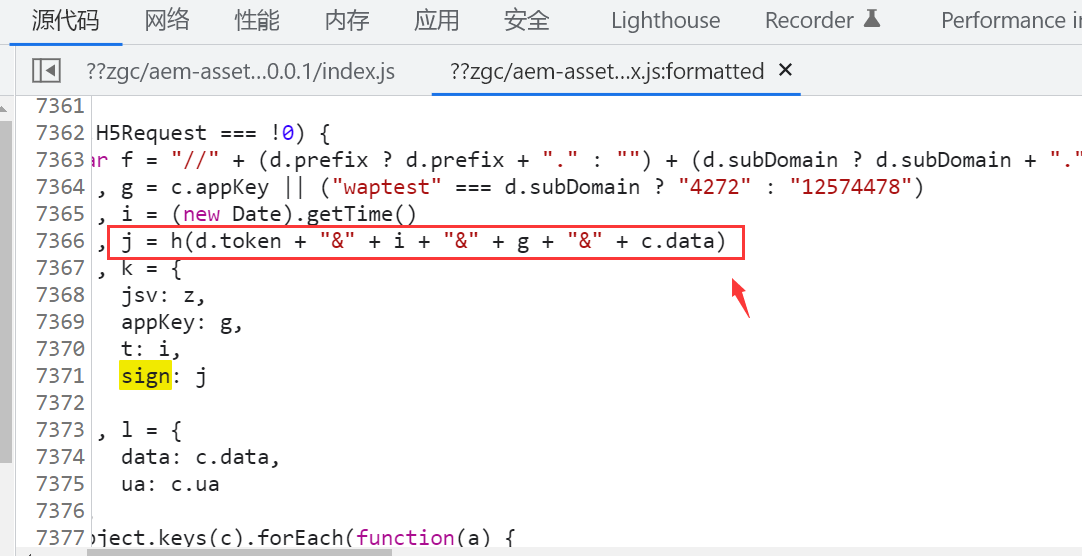 源代码 网络 性能 内存 应用 安全 Lighthouse Recorder Performance in
??zgc/aem-asset...0.0.1/index.js ??zgc/aem-asset...x.js:formatted ×
7361
7362 H5Request === !0) {
7363 ar f = "//" + (d.prefix ? d.prefix + "." : "") + (d.subDomain ? d.subDomain + "."
7364 , g = c.appKey || ("waptest" === d.subDomain ? "4272" : "12574478")
7365 , i = (new Date).getTime()
7366 , j = h(d.token + "&" + i + "&" + g + "&" + c.data)
7367 , k = {
7368 jsv: z,
7369 appKey: g,
7370 t: i,
7371 sign: j
7372
7373 , l = {
7374 data: c.data,
7375 ua: c.ua
7376
7377 bject.keys(c).forEach(function(a) {